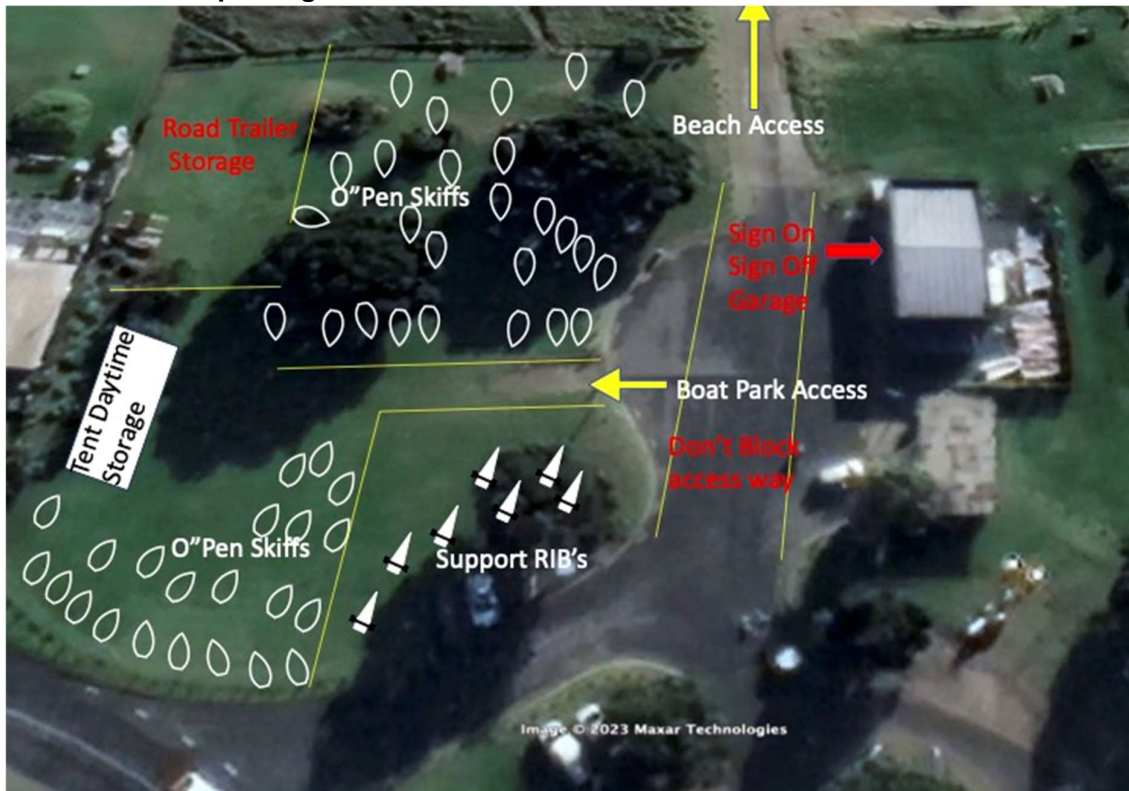 Road Trailer
Storage
Beach Access
O"Pen Skiffs
Sign On
Sign Off
Garage
Boat Park Access
Tent Daytime
Storage
Don't Block
access way
O"Pen Skiffs
Support RIB's
Image © 2023 Maxar Technologies